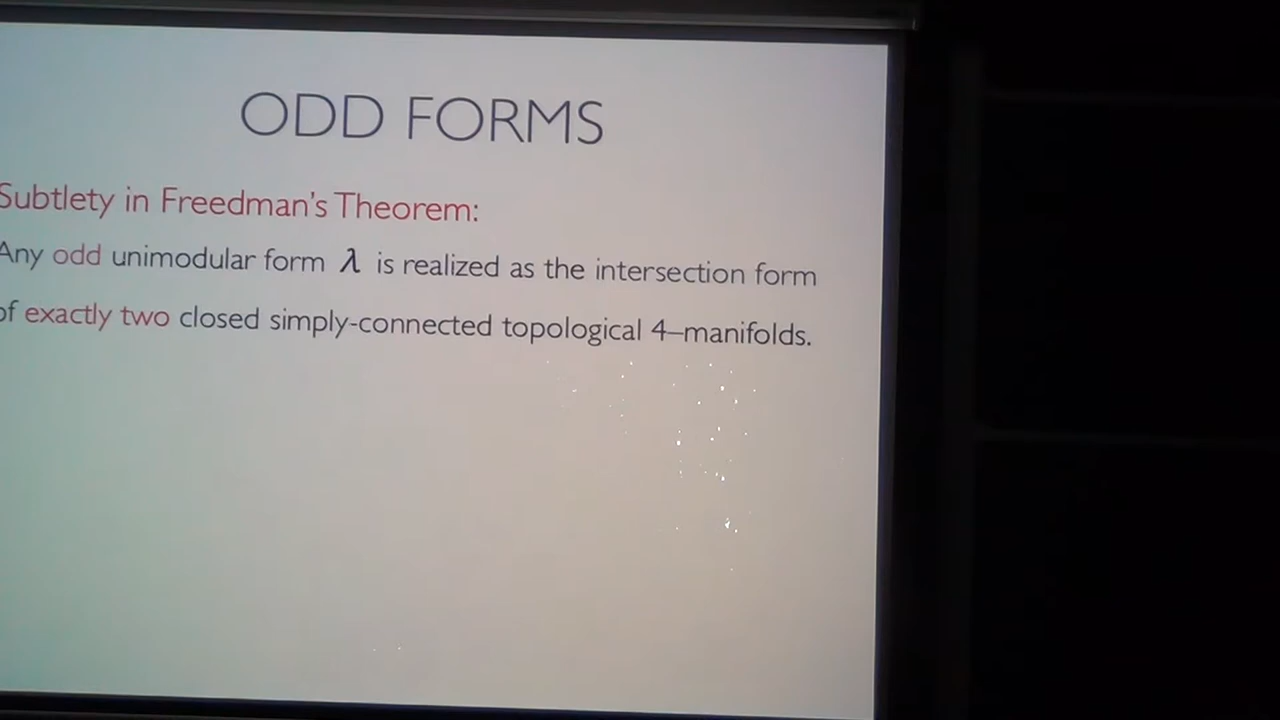 ODD FORMS
Subtlety in Freedman's Theorem:
Any odd unimodular form λ is realized as the intersection form
of exactly two closed simply-connected topological 4–manifolds.